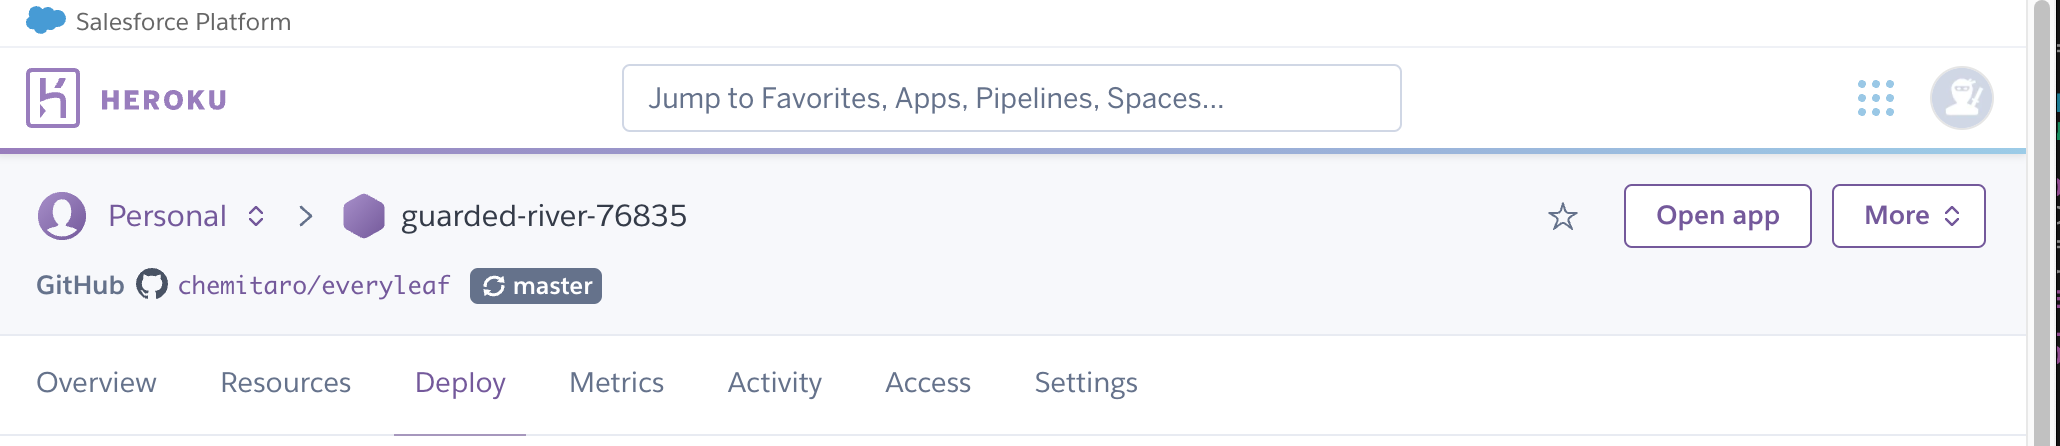 Salesforce Platform
HEROKU
Jump to Favorites, Apps, Pipelines, Spaces...
Personal > guarded-river-76835
Open app
More
GitHub chemitaro/everyleaf master
Overview Resources Deploy Metrics Activity Access Settings